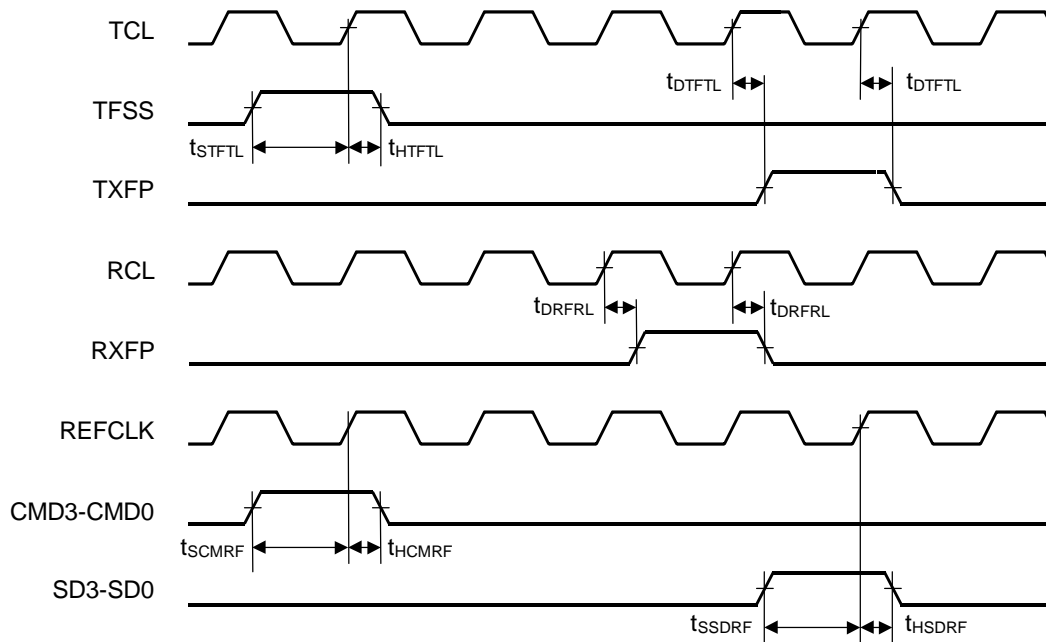 TCL
tDTFTL
tDTFTL
TFSS
tSTFTL
tHTFTL
TXFP
RCL
tDRFRL
tDRFRL
RXFP
REFCLK
CMD3-CMD0
tSCMRF
tHCMRF
SD3-SD0
tSSDRF
tHSDRF